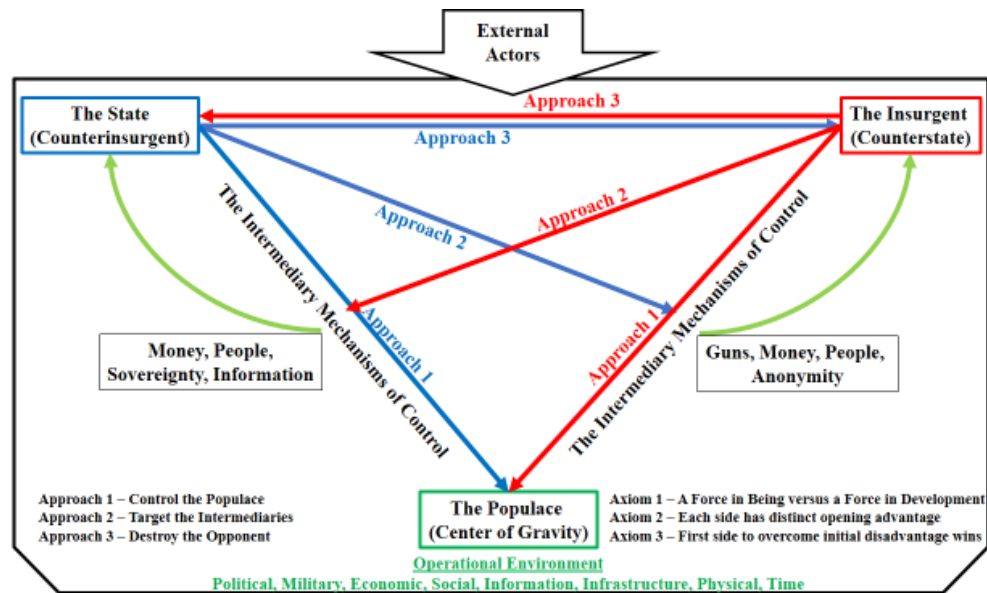 External
Actors
The State
(Counterinsurgent)
Approach 3
The Insurgent
(Counterstate)
Approach 3
Approach 2
Approach 2
The Intermediary Mechanisms of Control
The Intermediary Mechanisms of Control
Approach 1
Approach 1
Money, People,
Sovereignty, Information
Guns, Money, People,
Anonymity
The Populace
(Center of Gravity)
Approach 1 – Control the Populace
Approach 2 – Target the Intermediaries
Approach 3 – Destroy the Opponent
Axiom 1 – A Force in Being versus a Force in Development
Axiom 2 – Each side has distinct opening advantage
Axiom 3 – First side to overcome initial disadvantage wins
Operational Environment
Political, Military, Economic, Social, Information, Infrastructure, Physical, Time